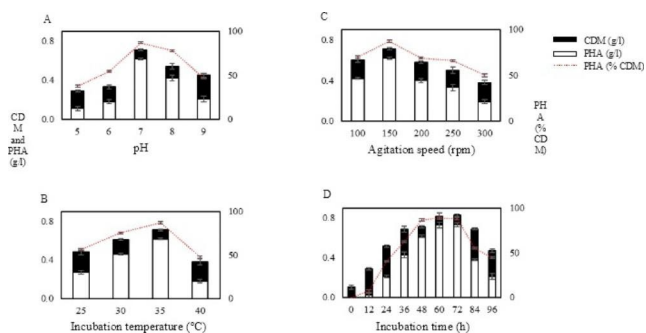 A
0.8
0.4
0.0
100
50
0
5 6 7 8 9
pH
CD
M
and
PHA
(g/l)
C
0.8
0.4
0.0
100
50
0
100 150 200 250 300
Agitation speed (rpm)
CDM (g/l)
PHA (g/l)
PHA (% CDM)
PH
A
(%
CD
M)
B
0.8
0.4
0.0
100
50
0
25 30 35 40
Incubation temperature (°C)
D
0.8
0.4
0.0
100
50
0
0 12 24 36 48 60 72 84 96
Incubation time (h)